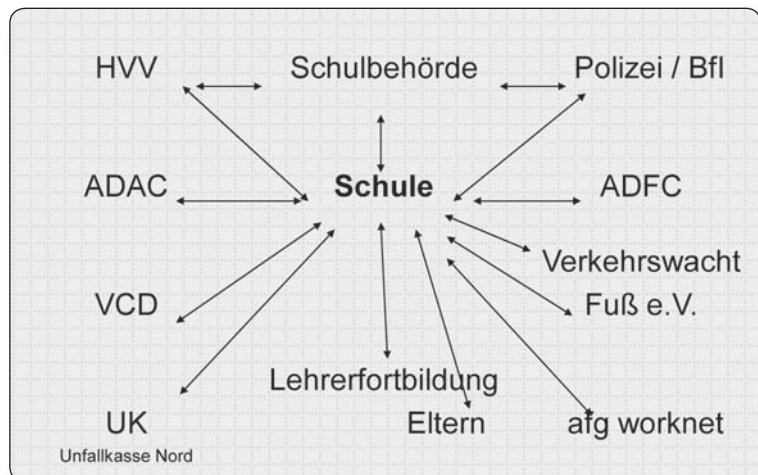 HVV Schulbehörde Polizei / Bfl
ADAC Schule ADFC
Verkehrswacht
VCD Fuß e.V.
Lehrerfortbildung
UK Eltern afg worknet
Unfallkasse Nord